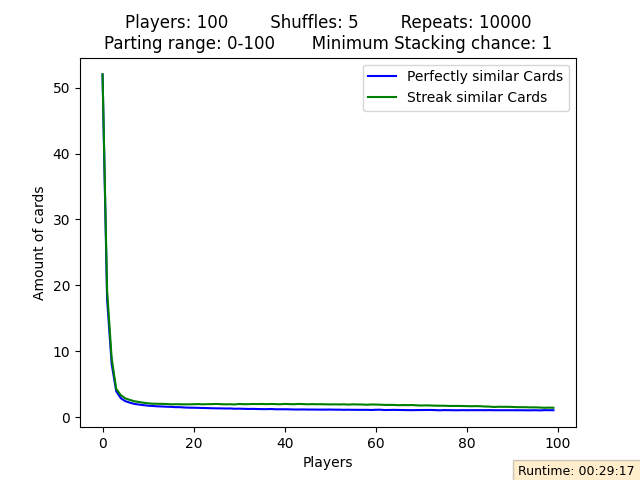 Players: 100 Shuffles: 5 Repeats: 10000
Parting range: 0-100 Minimum Stacking chance: 1
Perfectly similar Cards
Streak similar Cards
Amount of cards
50
40
30
20
10
0
0 20 40 60 80 100
Players
Runtime: 00:29:17